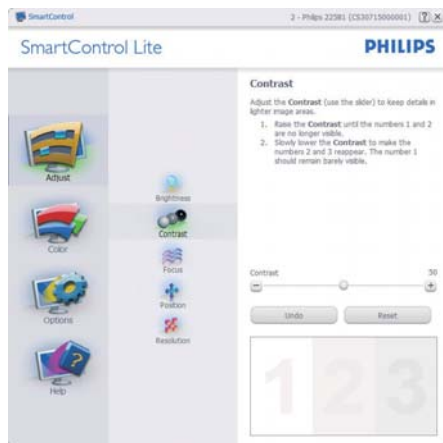 SmartControl
2 - Philips 225B1 (CS30715000001)
SmartControl Lite
PHILIPS
Adjust
Color
Options
Help
Brightness
Contrast
Focus
Position
Resolution
Contrast
Adjust the Contrast (use the slider) to keep details in
lighter image areas.
1. Raise the Contrast until the numbers 1 and 2
are no longer visible.
2. Slowly lower the Contrast to make the
numbers 2 and 3 reappear. The number 1
should remain barely visible.
Contrast 50
Undo Reset
1 2 3